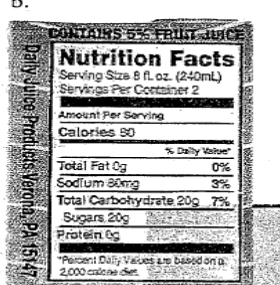 B.
CONTAINS 5% FRUIT JUICE
Nutrition Facts
Serving Size 8 fl. oz. (240mL)
Servings Per Container 2
Amount Per Serving
Calories 80
% Daily Value*
Total Fat 0g 0%
Sodium 80mg 3%
Total Carbohydrate 20g 7%
Sugars 20g
Protein 0g
*Percent Daily Values are based on a
2,000 calorie diet.
Daily Juice Products, Verona, PA 15147